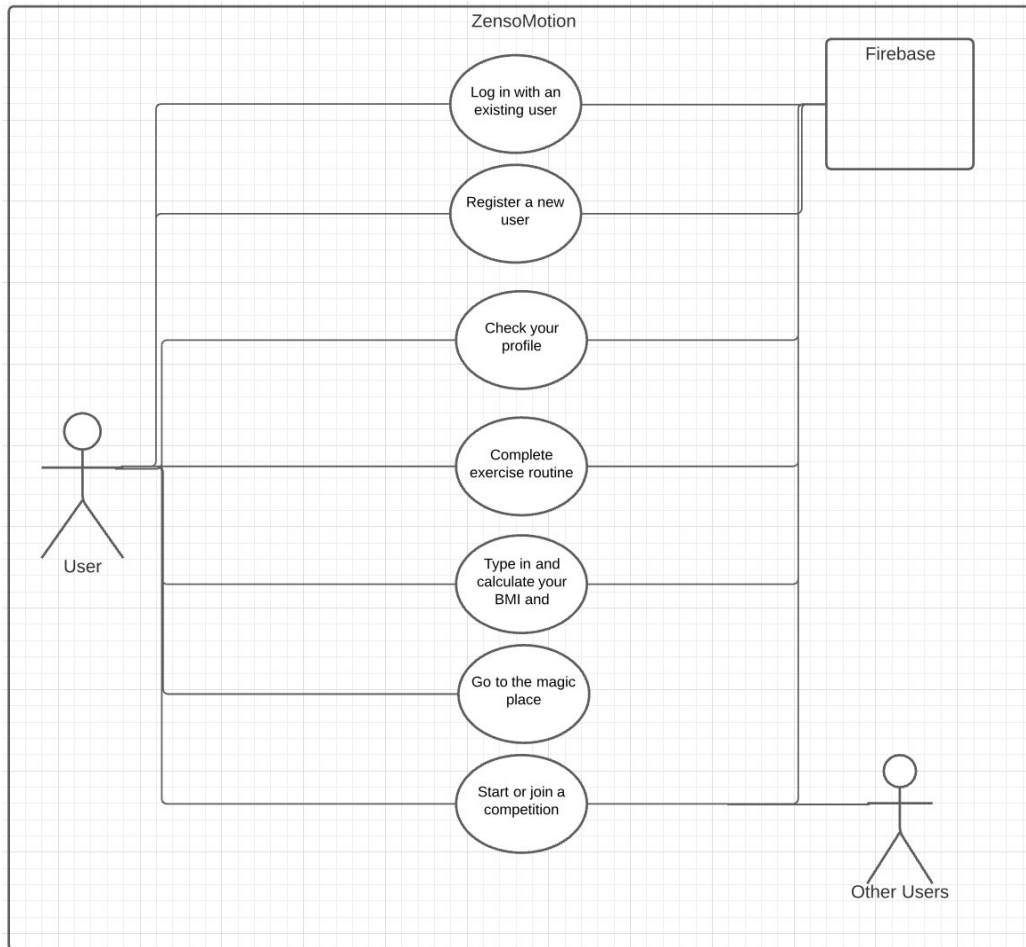 ZensoMotion
Firebase
Log in with an
existing user
Register a new
user
Check your
profile
Complete
exercise routine
User
Type in and
calculate your
BMI and
Go to the magic
place
Start or join a
competition
Other Users